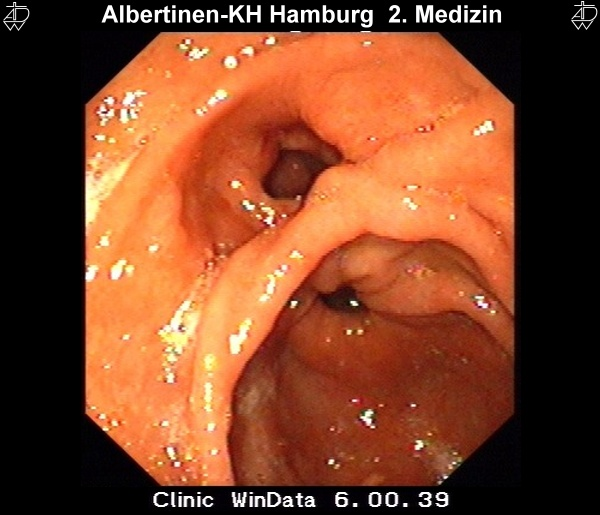 Albertinen-KH Hamburg 2. Medizin
Clinic WinData 6.00.39